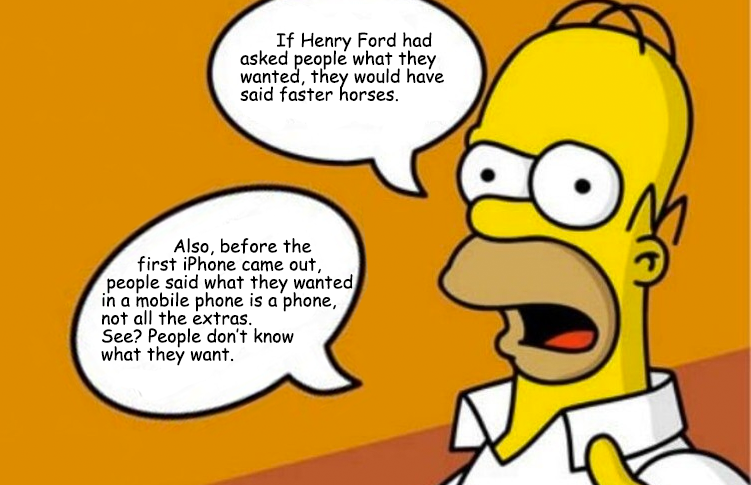 If Henry Ford had
asked people what they
wanted, they would have
said faster horses.
Also, before the
first iPhone came out,
people said what they wanted
in a mobile phone is a phone,
not all the extras.
See? People don't know
what they want.